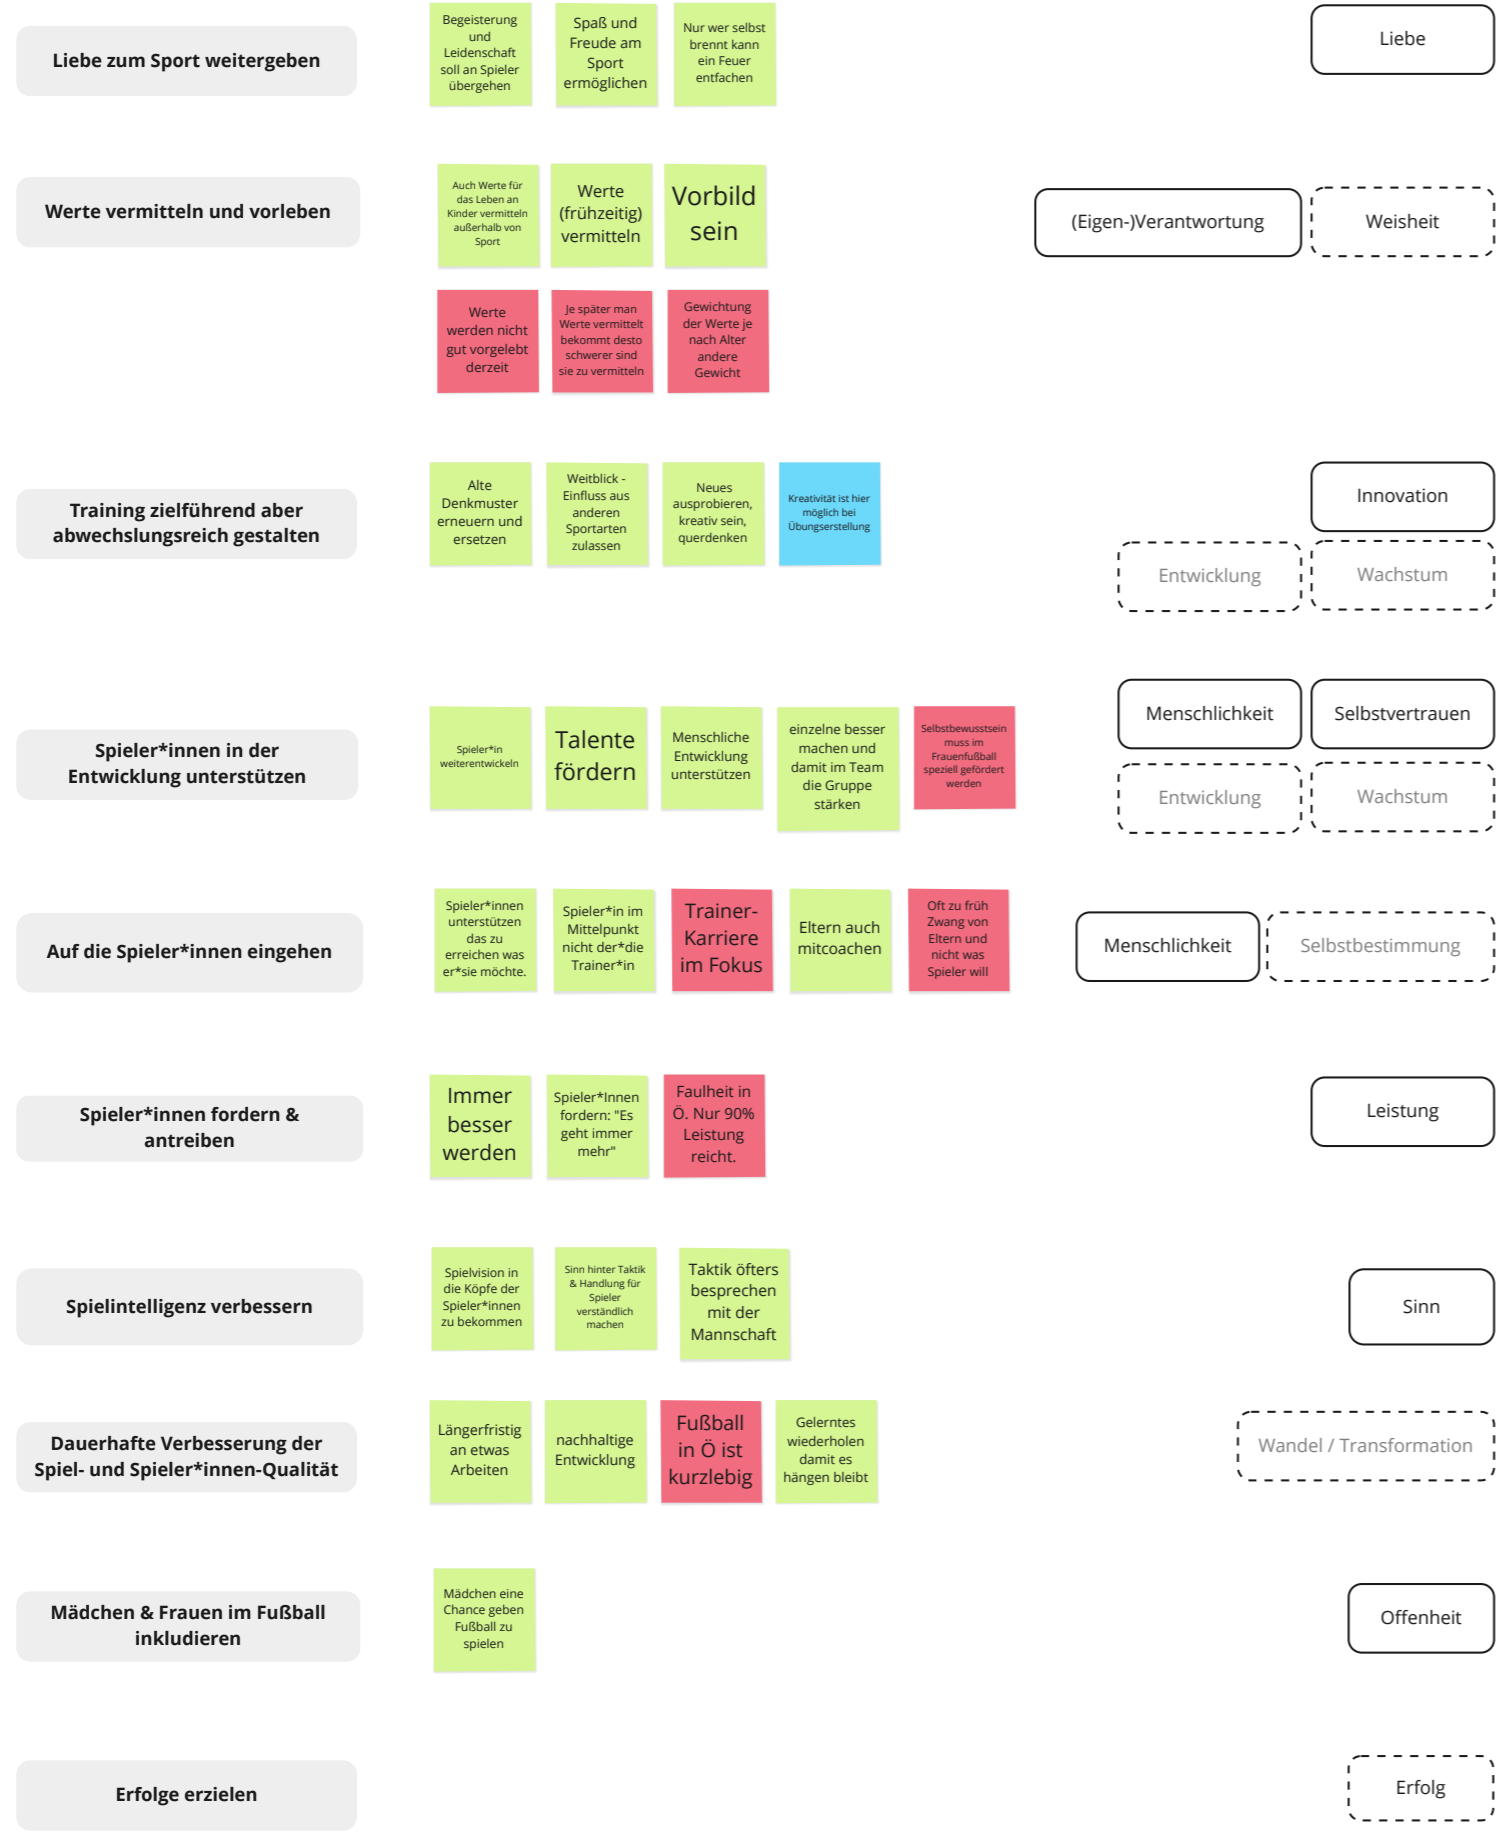 Liebe zum Sport weitergeben
Begeisterung
und
Leidenschaft
soll an Spieler
übergehen
Spaß und
Freude am
Sport
ermöglichen
Nur wer selbst
brennt kann
ein Feuer
entfachen
Liebe
Werte vermitteln und vorleben
Auch Werte für
das Leben an
Kinder vermitteln
außerhalb von
Sport
Werte
(frühzeitig)
vermitteln
Vorbild
sein
(Eigen-)Verantwortung
Weisheit
Werte
werden nicht
gut vorgelebt
derzeit
Je später man
Werte vermittelt
bekommt desto
schwerer sind
sie zu vermitteln
Gewichtung
der Werte je
nach Alter
andere
Gewicht
Training zielführend aber
abwechslungsreich gestalten
Alte
Denkmuster
erneuern und
ersetzen
Weitblick -
Einfluss aus
anderen
Sportarten
zulassen
Neues
ausprobieren,
kreativ sein,
querdenken
Kreativität ist hier
möglich bei
Übungserstellung
Innovation
Entwicklung
Wachstum
Spieler*innen in der
Entwicklung unterstützen
Spieler*in
weiterentwickeln
Talente
fördern
Menschliche
Entwicklung
unterstützen
einzelne besser
machen und
damit im Team
die Gruppe
stärken
Selbstbewusstsein
muss im
Frauenfußball
speziell gefördert
werden
Menschlichkeit
Selbstvertrauen
Entwicklung
Wachstum
Auf die Spieler*innen eingehen
Spieler*innen
unterstützen
das zu
erreichen was
er*sie möchte.
Spieler*in im
Mittelpunkt
nicht der*die
Trainer*in
Trainer-
Karriere
im Fokus
Eltern auch
mitcoachen
Oft zu früh
Zwang von
Eltern und
nicht was
Spieler will
Menschlichkeit
Selbstbestimmung
Spieler*innen fordern &
antreiben
Immer
besser
werden
Spieler*Innen
fordern: "Es
geht immer
mehr"
Faulheit in
Ö. Nur 90%
Leistung
reicht.
Leistung
Spielintelligenz verbessern
Spielvision in
die Köpfe der
Spieler*innen
zu bekommen
Sinn hinter Taktik
& Handlung für
Spieler
verständlich
machen
Taktik öfters
besprechen
mit der
Mannschaft
Sinn
Dauerhafte Verbesserung der
Spiel- und Spieler*innen-Qualität
Längerfristig
an etwas
Arbeiten
nachhaltige
Entwicklung
Fußball
in Ö ist
kurzlebig
Gelerntes
wiederholen
damit es
hängen bleibt
Wandel / Transformation
Mädchen & Frauen im Fußball
inkludieren
Mädchen eine
Chance geben
Fußball zu
spielen
Offenheit
Erfolge erzielen
Erfolg